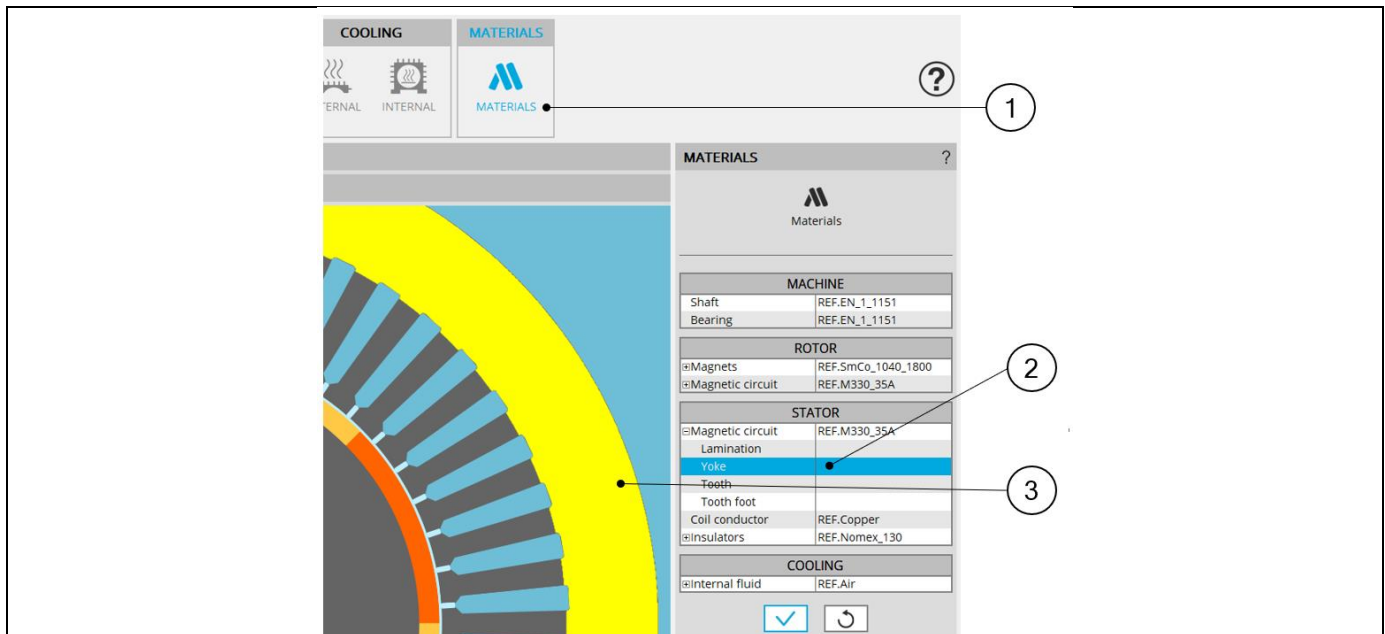 COOLING MATERIALS
TERNAL INTERNAL MATERIALS
?
1
MATERIALS ?
Materials
MACHINE
Shaft REF.EN_1_1151
Bearing REF.EN_1_1151
ROTOR
Magnets REF.SmCo_1040_1800
Magnetic circuit REF.M330_35A
2
STATOR
Magnetic circuit REF.M330_35A
Lamination
Yoke
Tooth
3
Tooth foot
Coil conductor REF.Copper
Insulators REF.Nomex_130
COOLING
Internal fluid REF.Air